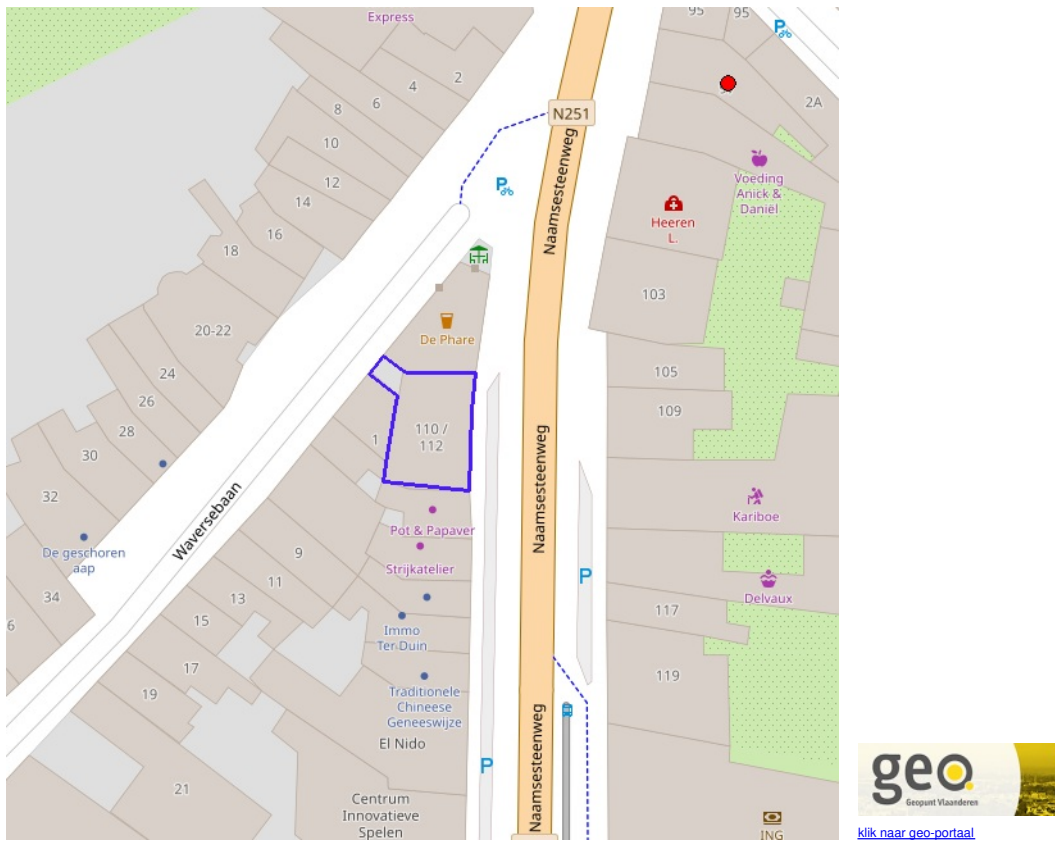 Express
95
95
2
4
6
8
2A
N251
10
12
14
16
18
Voeding
Anick &
Daniël
Heeren
L.
Naamsesteenweg
103
20-22
De Phare
105
24
26
109
28
1
110 /
112
30
32
Kariboe
Pot & Papaver
Naamsesteenweg
Waversebaan
De geschoren
aap
9
Strijkatelier
P
11
34
13
Delvaux
15
117
Immo
Ter Duin
17
119
19
Traditionele
Chineese
Geneeswijze
El Nido
Naamsesteenweg
P
21
Centrum
Innovatieve
Spelen
ING
geo.
Geopunt Vlaanderen
klik naar geo-portaal